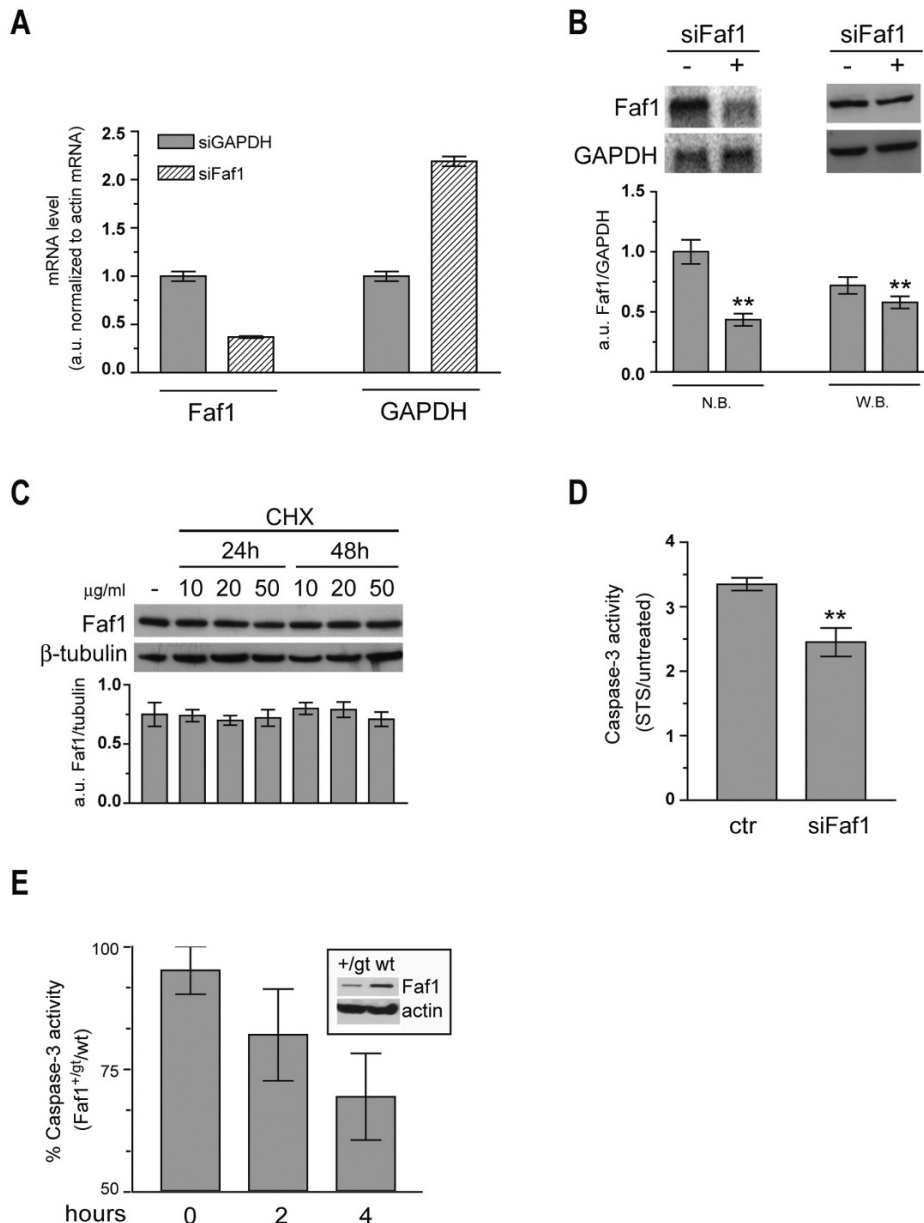 A
mRNA level
(a.u. normalized to actin mRNA)
2.5
2.0
1.5
1.0
0.5
0.0
siGAPDH
siFaf1
Faf1
GAPDH
B
siFaf1
siFaf1
- +
- +
Faf1
GAPDH
a.u. Faf1/GAPDH
1.5
1.0
0.5
0.0
**
**
N.B.
W.B.
C
CHX
24h
48h
µg/ml - 10 20 50 10 20 50
Faf1
β-tubulin
a.u. Faf1/tubulin
1.0
0.5
0.0
D
Caspase-3 activity
(STS/untreated)
4
3
2
1
0
**
ctr
siFaf1
E
% Caspase-3 activity
(Faf1+/gt/wt)
100
75
50
+/gt wt
Faf1
actin
hours 0 2 4